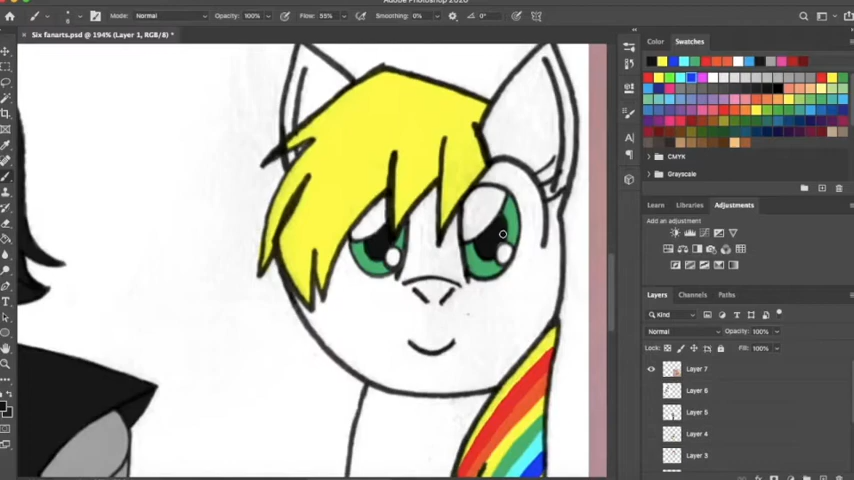 Adobe Photoshop 2020
Mode: Normal Opacity: 100% Flow: 55% Smoothing: 0% 0°
Six fanarts.psd @ 194% (Layer 1, RGB/8*) *
Color Swatches
CMYK
Grayscale
Learn Libraries Adjustments
Add an adjustment
Layers Channels Paths
Kind
Normal Opacity: 100%
Lock: Fill: 100%
Layer 7
Layer 6
Layer 5
Layer 4
Layer 3